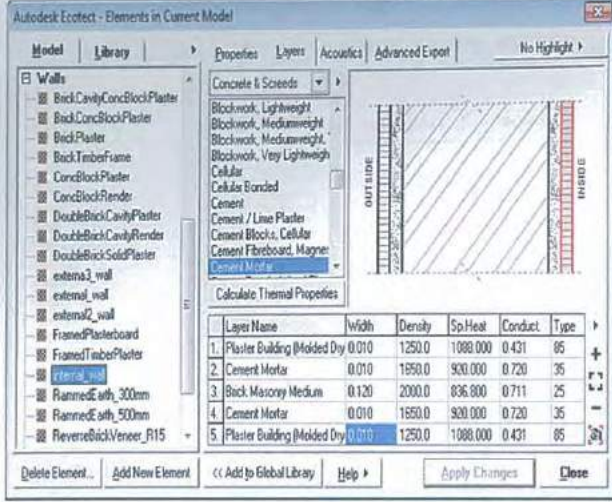 Autodesk Ecotect - Elements in Current Model
Model Library
Properties Layers Acoustics Advanced Export No Highlight
Walls
BrickCavityConcBlockPlaster
BrickConcBlockPlaster
BrickPlaster
BrickTimberFrame
ConcBlockPlaster
ConcBlockRender
DoubleBrickCavityPlaster
DoubleBrickCavityRender
DoubleBrickSolidPlaster
externa3_wall
external_wall
external2_wall
FramedPlasterboard
FramedTimberPlaster
internal_wall
RammedEarth_300mm
RammedEarth_500mm
ReverseBrickVeneer_R15
Concrete & Screeds
Blockwork, Lightweight
Blockwork, Mediumweight
Blockwork, Mediumweight,
Blockwork, Very Lightweigh
Cellular
Cellular Bonded
Cement
Cement / Lime Plaster
Cement Blocks, Cellular
Cement Fibreboard, Magnes
Cement Mortar
Calculate Thermal Properties
OUTSIDE
INSIDE
Layer Name Width Density Sp.Heat Conduct. Type
1. Plaster Building (Molded Dry 0.010 1250.0 1088.000 0.431 85
2. Cement Mortar 0.010 1650.0 920.000 0.720 35
3. Brick Masonry Medium 0.120 2000.0 836.800 0.711 25
4. Cement Mortar 0.010 1650.0 920.000 0.720 35
5. Plaster Building (Molded Dry 0.010 1250.0 1088.000 0.431 85
Delete Element... Add New Element << Add to Global Library Help Apply Changes Close